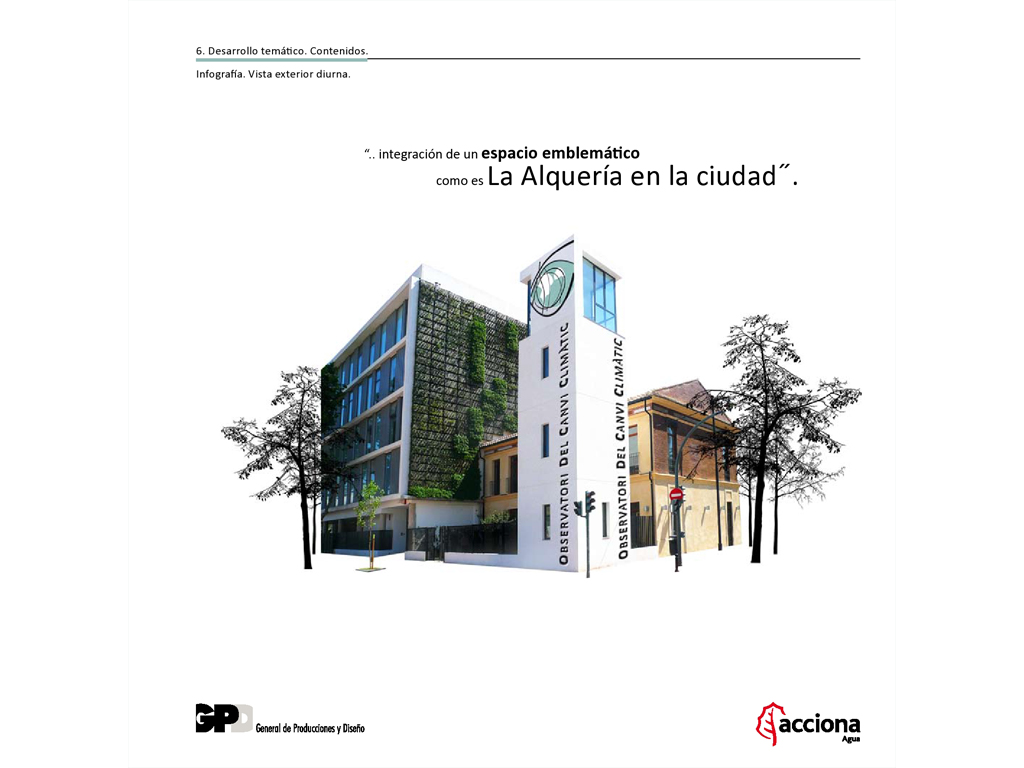 6. Desarrollo temático. Contenidos.
Infografía. Vista exterior diurna.
“.. integración de un espacio emblemático
como es La Alquería en la ciudad˝.
OBSERVATORI DEL CANVI CLIMÀTIC
OBSERVATORI DEL CANVI CLIMÀTIC
GPD General de Producciones y Diseño
acciona
Agua